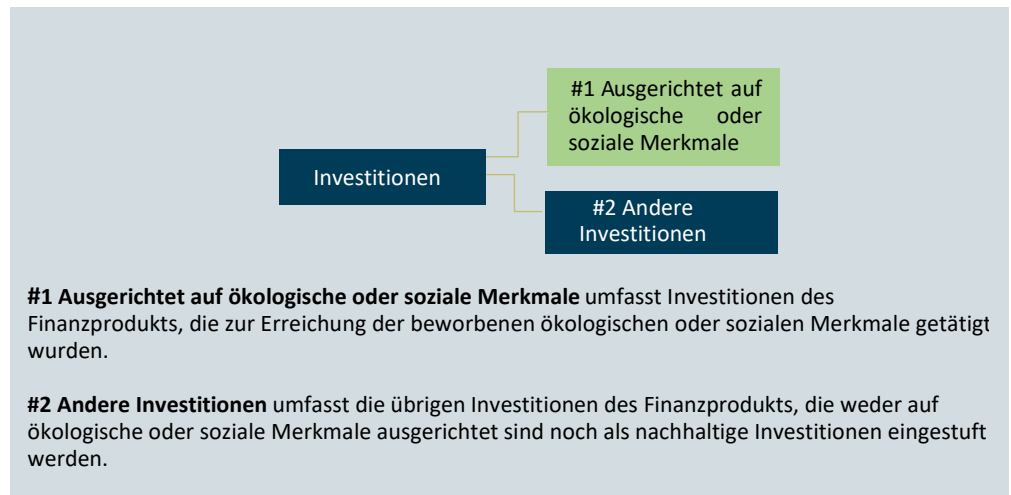 #1 Ausgerichtet auf
ökologische oder
soziale Merkmale
Investitionen
#2 Andere
Investitionen
#1 Ausgerichtet auf ökologische oder soziale Merkmale umfasst Investitionen des
Finanzprodukts, die zur Erreichung der beworbenen ökologischen oder sozialen Merkmale getätigt
wurden.
#2 Andere Investitionen umfasst die übrigen Investitionen des Finanzprodukts, die weder auf
ökologische oder soziale Merkmale ausgerichtet sind noch als nachhaltige Investitionen eingestuft
werden.